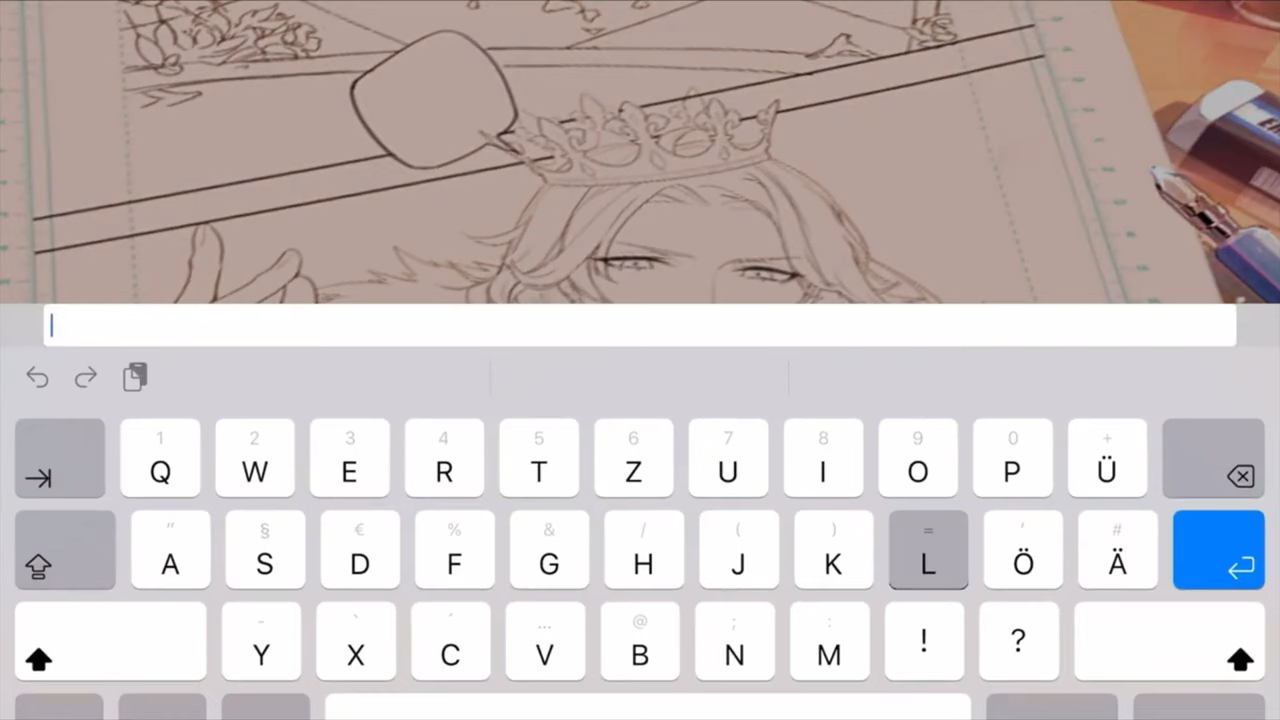 1 2 3 4 5 6 7 8 9 0 +
Q W E R T Z U I O P Ü
" § € % & / ( ) = ' #
A S D F G H J K L Ö Ä
- ` ´ ... @ ; :
Y X C V B N M ! ?